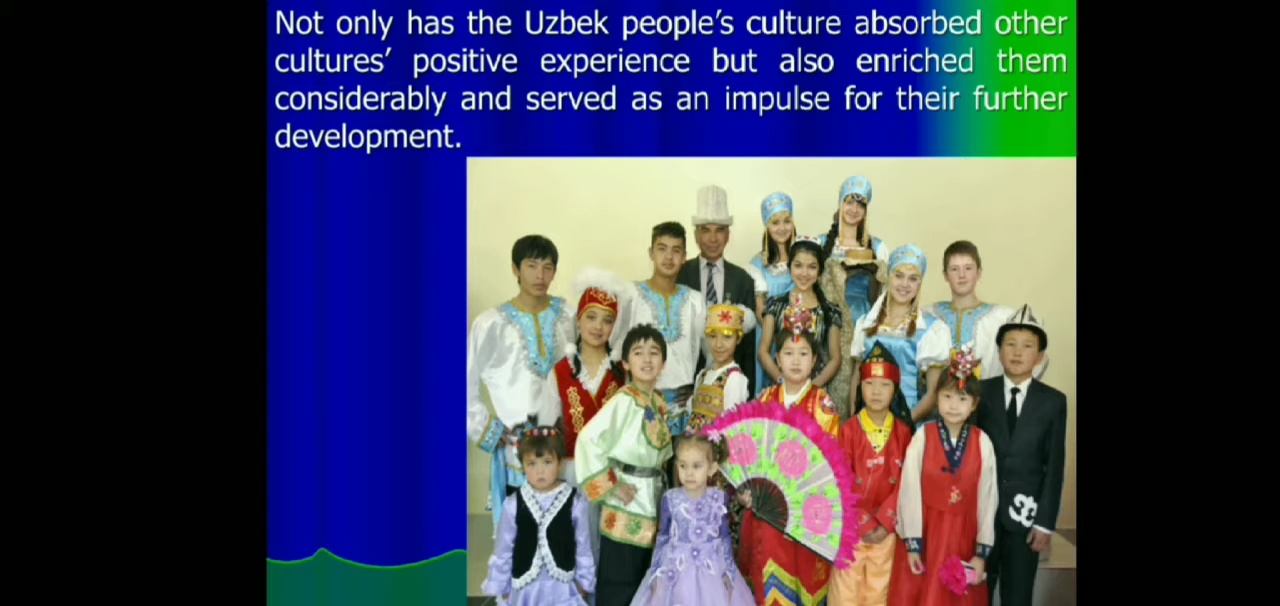 Not only has the Uzbek people's culture absorbed other
cultures' positive experience but also enriched them
considerably and served as an impulse for their further
development.